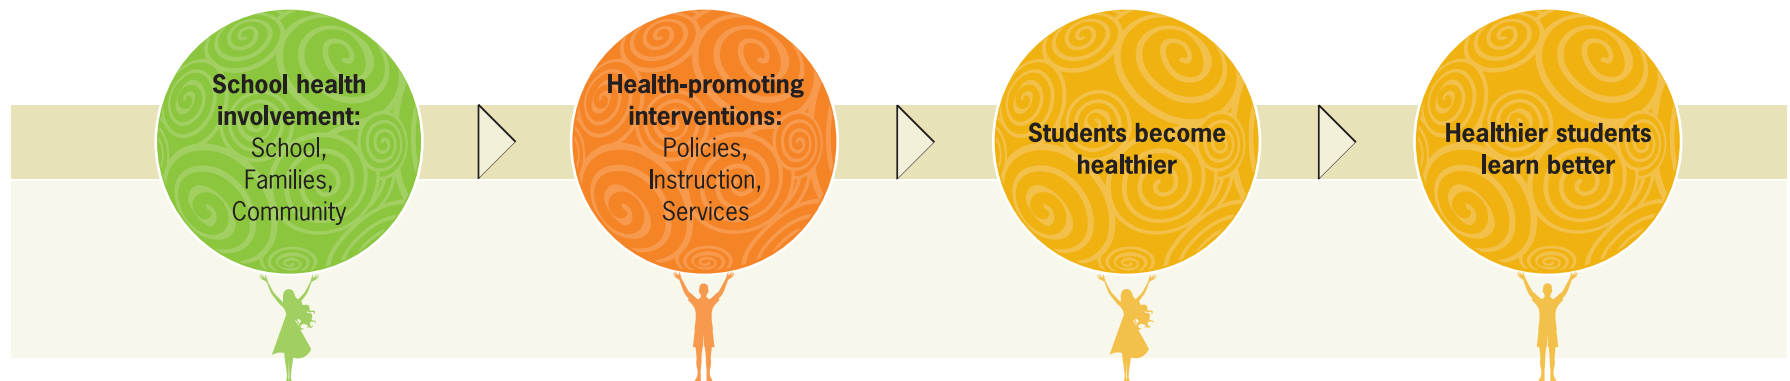 School health
involvement:
School,
Families,
Community
Health-promoting
interventions:
Policies,
Instruction,
Services
Students become
healthier
Healthier students
learn better